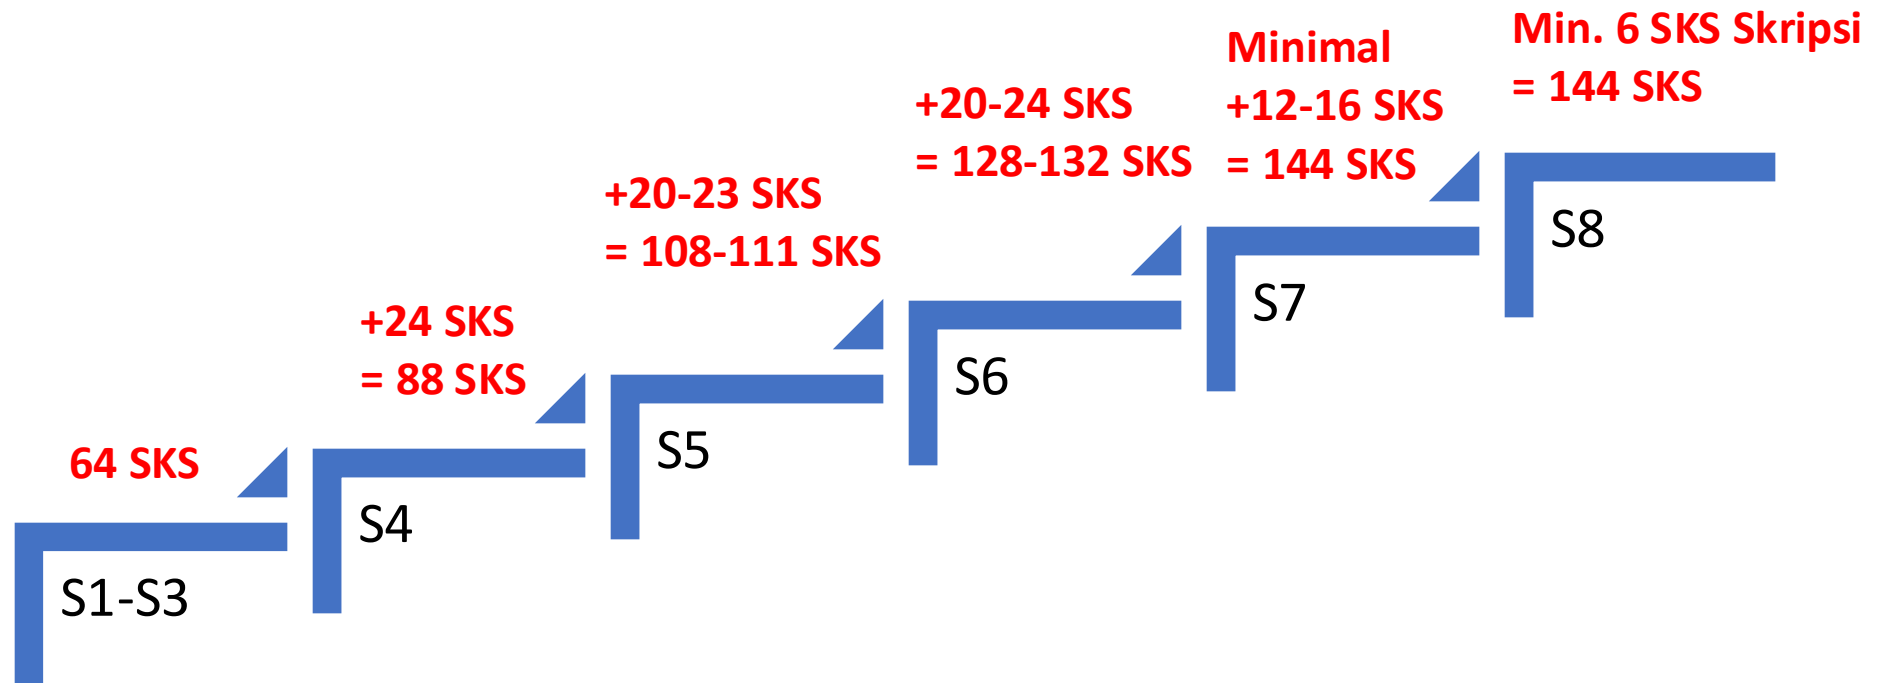 64 SKS
S1-S3
+24 SKS
= 88 SKS
S4
+20-23 SKS
= 108-111 SKS
S5
+20-24 SKS
= 128-132 SKS
S6
Minimal
+12-16 SKS
= 144 SKS
S7
Min. 6 SKS Skripsi
= 144 SKS
S8